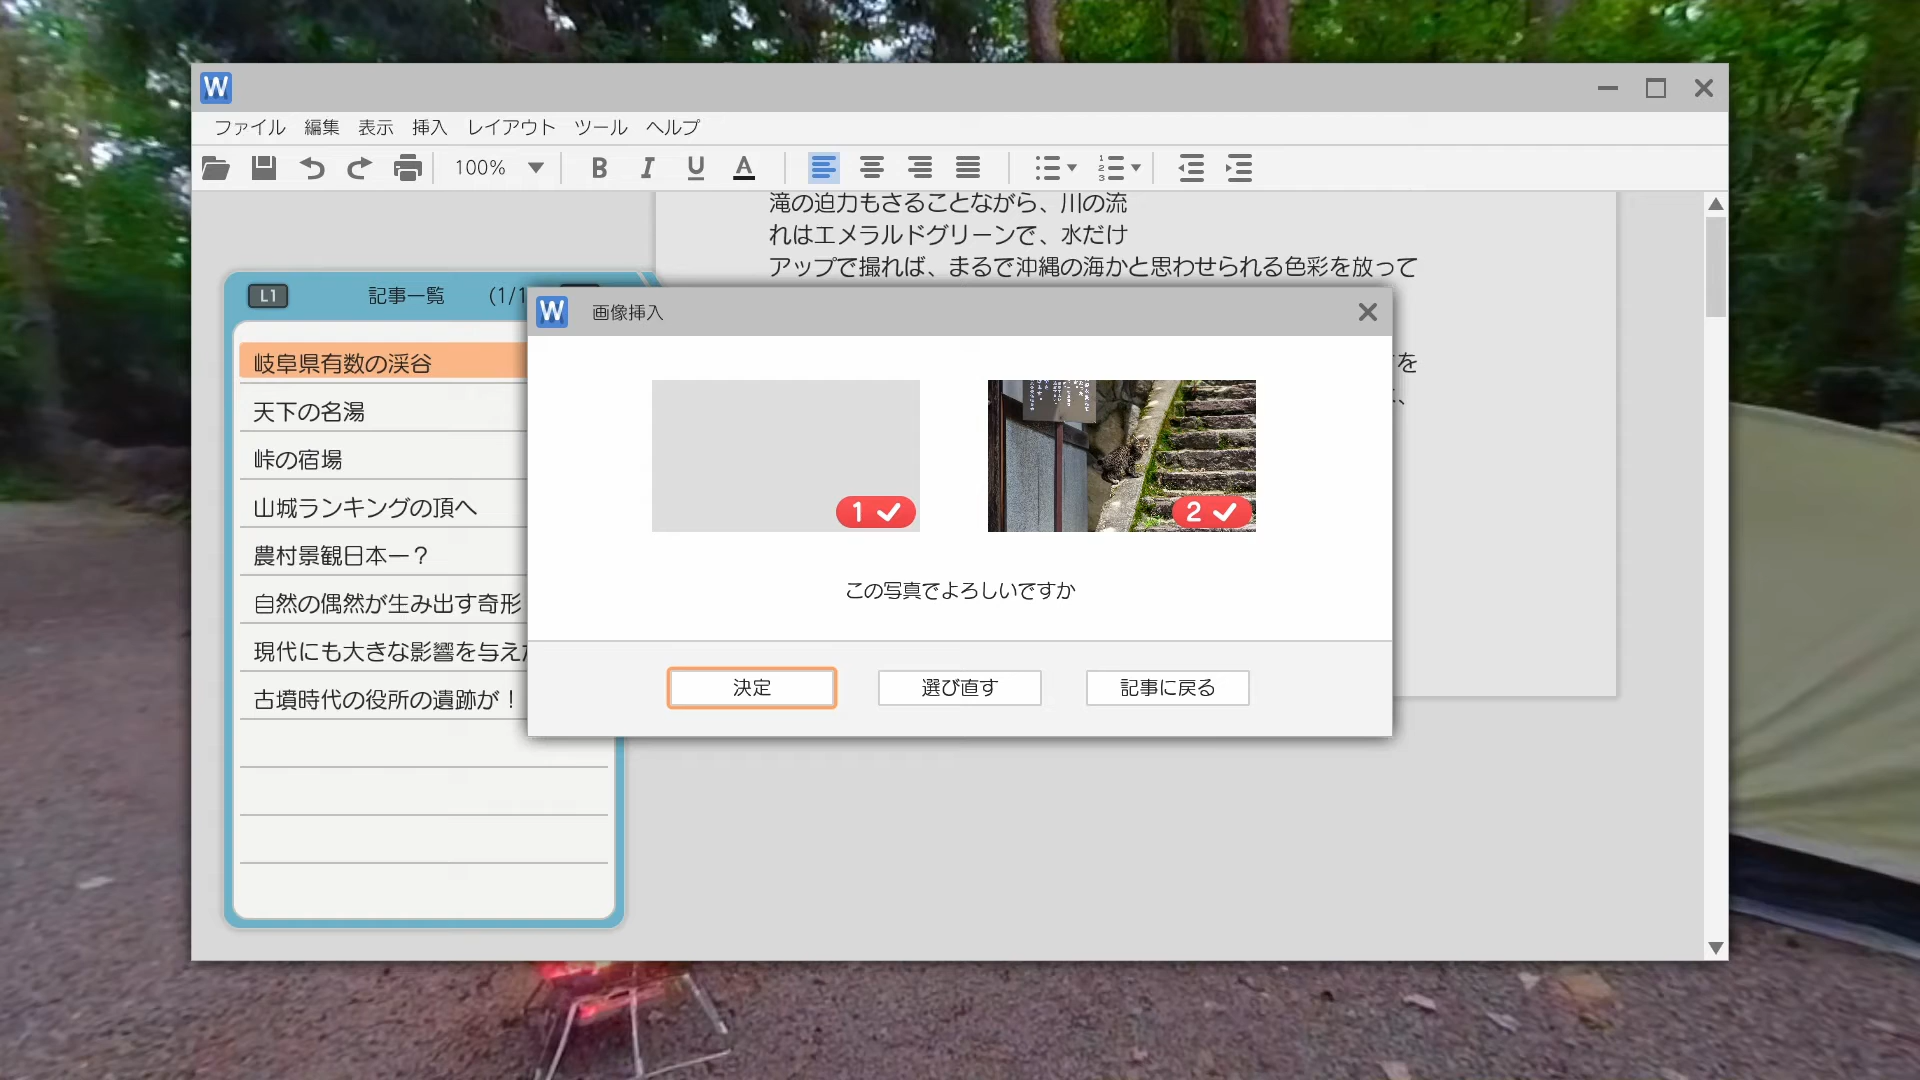 W
ファイル 編集 表示 挿入 レイアウト ツール ヘルプ
100% B I U A
滝の迫力もさることながら、川の流
れはエメラルドグリーンで、水だけ
アップで撮れば、まるで沖縄の海かと思わせられる色彩を放って
を
、
L1 記事一覧 (1/1
岐阜県有数の渓谷
天下の名湯
峠の宿場
山城ランキングの頂へ
農村景観日本一？
自然の偶然が生み出す奇形
現代にも大きな影響を与え
古墳時代の役所の遺跡が！
W 画像挿入
1 2
この写真でよろしいですか
決定 選び直す 記事に戻る